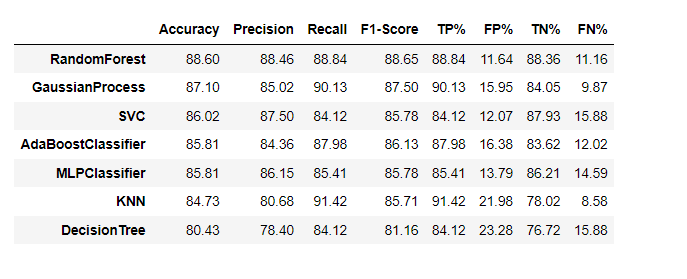 Accuracy Precision Recall F1-Score TP% FP% TN% FN%
RandomForest 88.60 88.46 88.84 88.65 88.84 11.64 88.36 11.16
GaussianProcess 87.10 85.02 90.13 87.50 90.13 15.95 84.05 9.87
SVC 86.02 87.50 84.12 85.78 84.12 12.07 87.93 15.88
AdaBoostClassifier 85.81 84.36 87.98 86.13 87.98 16.38 83.62 12.02
MLPClassifier 85.81 86.15 85.41 85.78 85.41 13.79 86.21 14.59
KNN 84.73 80.68 91.42 85.71 91.42 21.98 78.02 8.58
DecisionTree 80.43 78.40 84.12 81.16 84.12 23.28 76.72 15.88